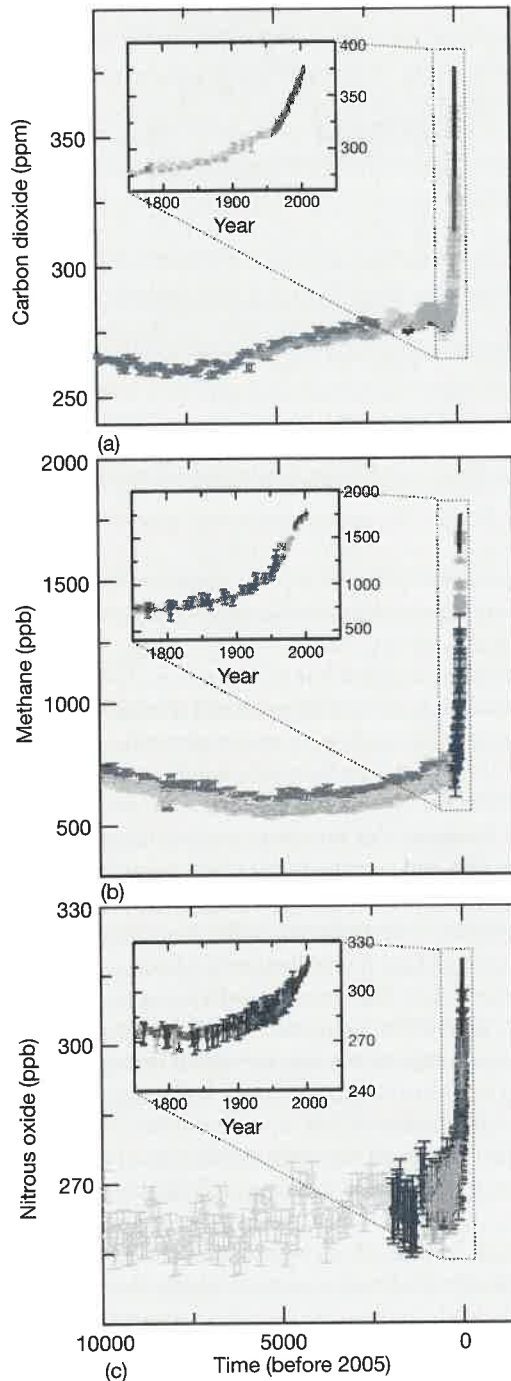 Carbon dioxide (ppm)
350
300
250
400
350
300
1800 1900 2000
Year
(a)
Methane (ppb)
2000
1500
1000
500
2000
1500
1000
500
1800 1900 2000
Year
(b)
Nitrous oxide (ppb)
330
300
270
330
300
270
240
1800 1900 2000
Year
10000 5000 0
(c) Time (before 2005)